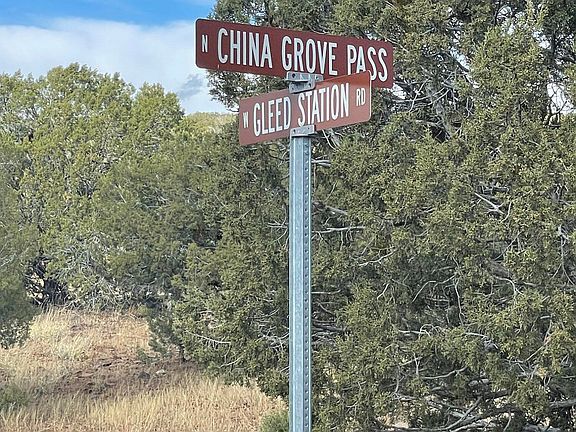 N CHINA GROVE PASS
W GLEED STATION RD